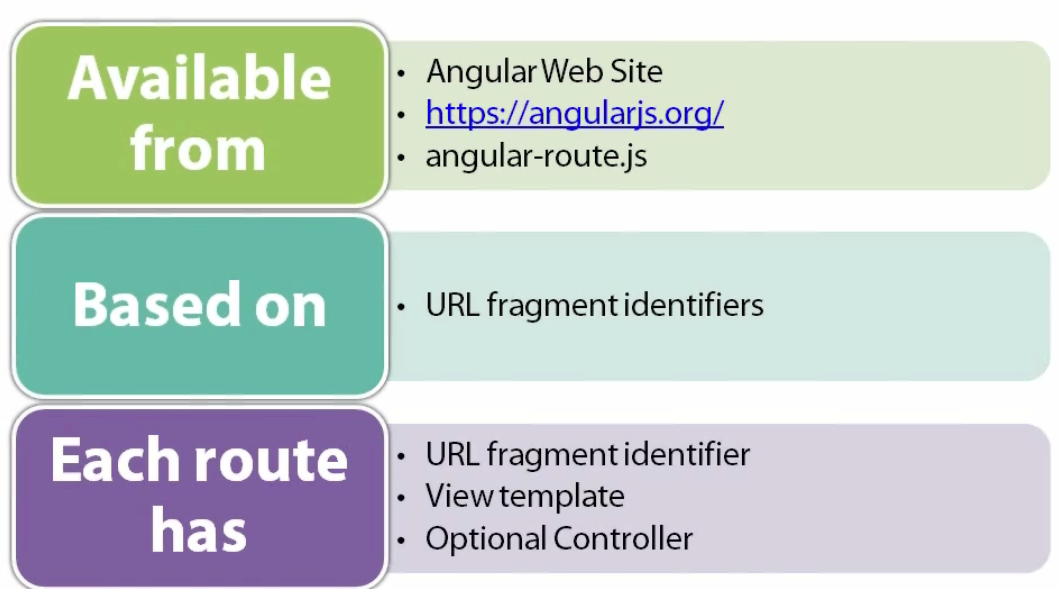 Available
from
• Angular Web Site
• https://angularjs.org/
• angular-route.js
Based on
• URL fragment identifiers
Each route
has
• URL fragment identifier
• View template
• Optional Controller